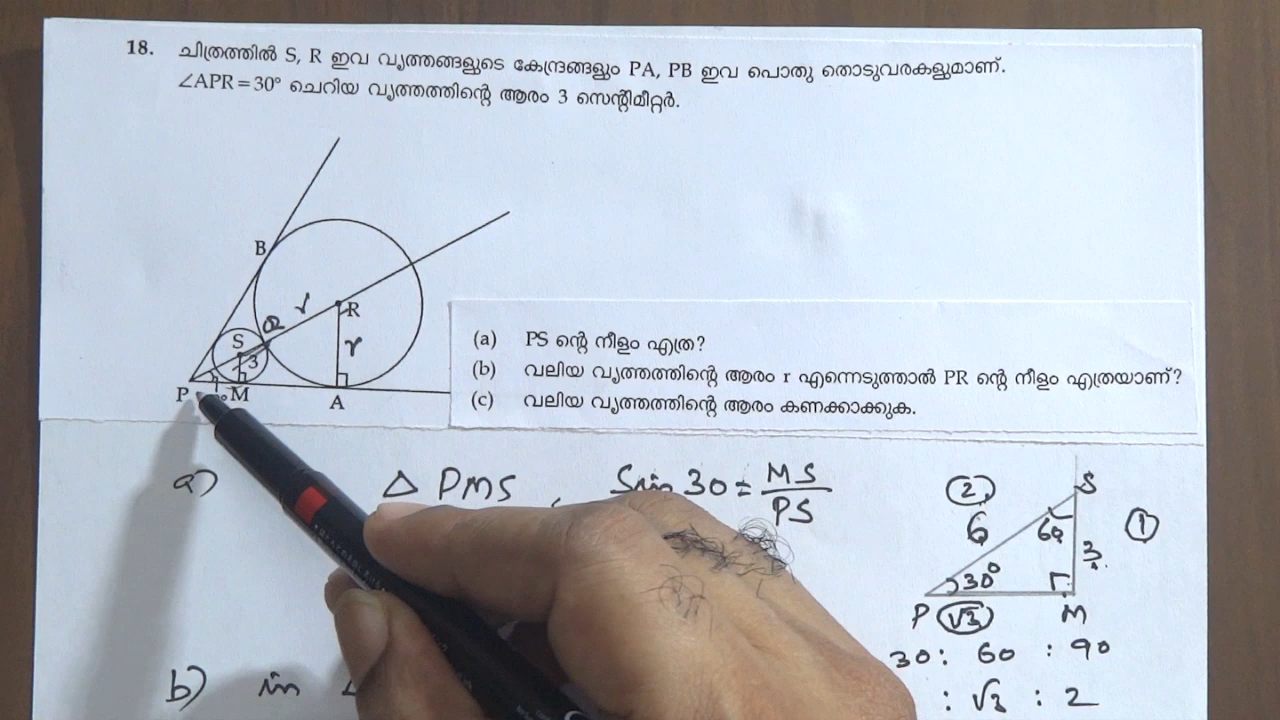 18. ചിത്രത്തിൽ S, R ഇവ വൃത്തങ്ങളുടെ കേന്ദ്രങ്ങളും PA, PB ഇവ പൊതു തൊടുവരകളുമാണ്.
∠APR=30° ചെറിയ വൃത്തത്തിന്റെ ആരം 3 സെന്റീമീറ്റർ.
B
R
r
S
3
P
M
A
(a) PS ന്റെ നീളം എത്ര?
(b) വലിയ വൃത്തത്തിന്റെ ആരം r എന്നെടുത്താൽ PR ന്റെ നീളം എത്രയാണ്?
(c) വലിയ വൃത്തത്തിന്റെ ആരം കണക്കാക്കുക.
a) △ PMS , Sin 30 = MS
PS
② S
6 60 ①
3
30°
P √3 M
30 : 60 : 90
b) in : √3 : 2